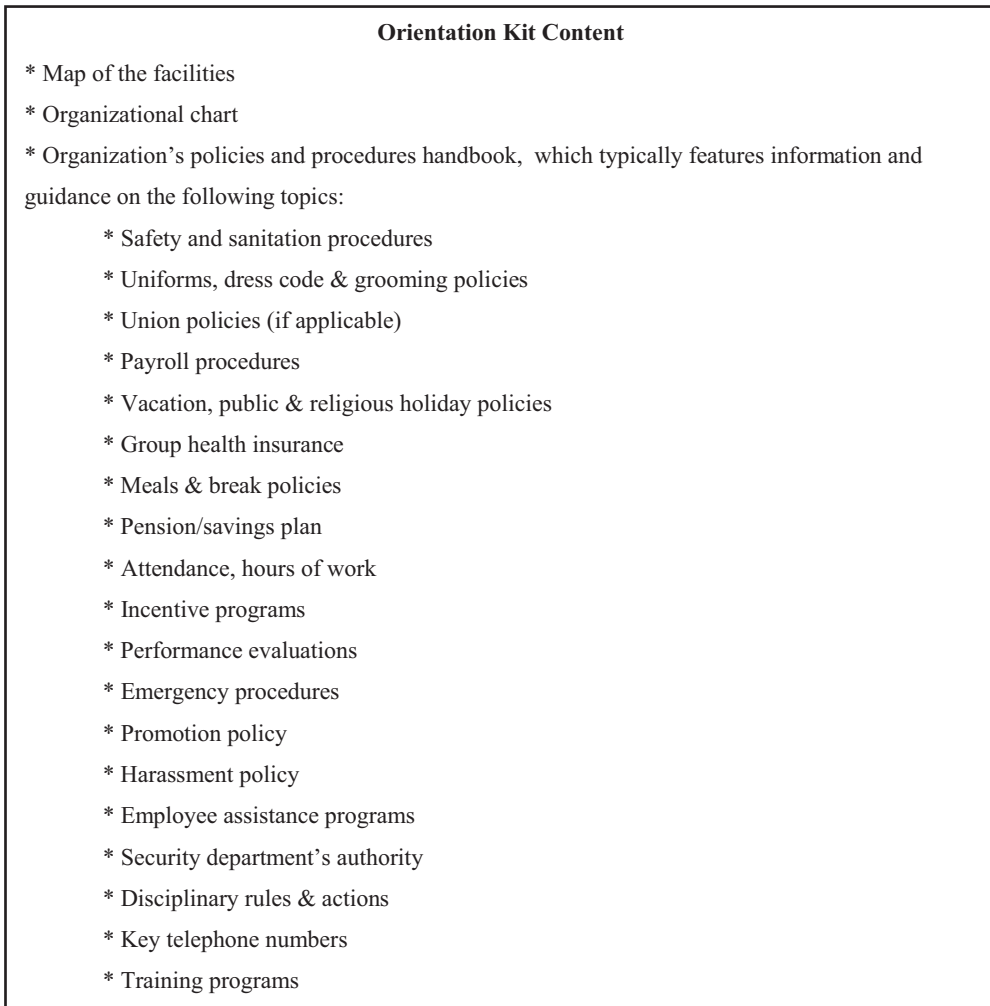 Orientation Kit Content
* Map of the facilities
* Organizational chart
* Organization’s policies and procedures handbook,  which typically features information and
guidance on the following topics:
* Safety and sanitation procedures
* Uniforms, dress code & grooming policies
* Union policies (if applicable)
* Payroll procedures
* Vacation, public & religious holiday policies
* Group health insurance
* Meals & break policies
* Pension/savings plan
* Attendance, hours of work
* Incentive programs
* Performance evaluations
* Emergency procedures
* Promotion policy
* Harassment policy
* Employee assistance programs
* Security department’s authority
* Disciplinary rules & actions
* Key telephone numbers
* Training programs